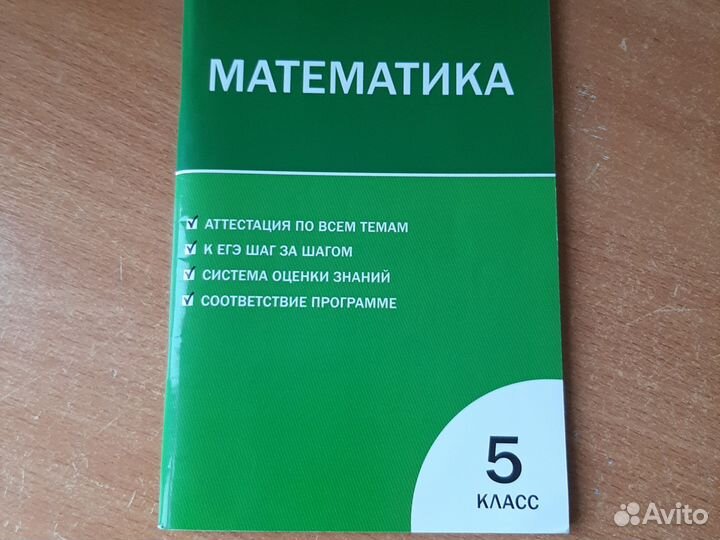 МАТЕМАТИКА
АТТЕСТАЦИЯ ПО ВСЕМ ТЕМАМ
К ЕГЭ ШАГ ЗА ШАГОМ
СИСТЕМА ОЦЕНКИ ЗНАНИЙ
СООТВЕТСТВИЕ ПРОГРАММЕ
5
КЛАСС
Avito